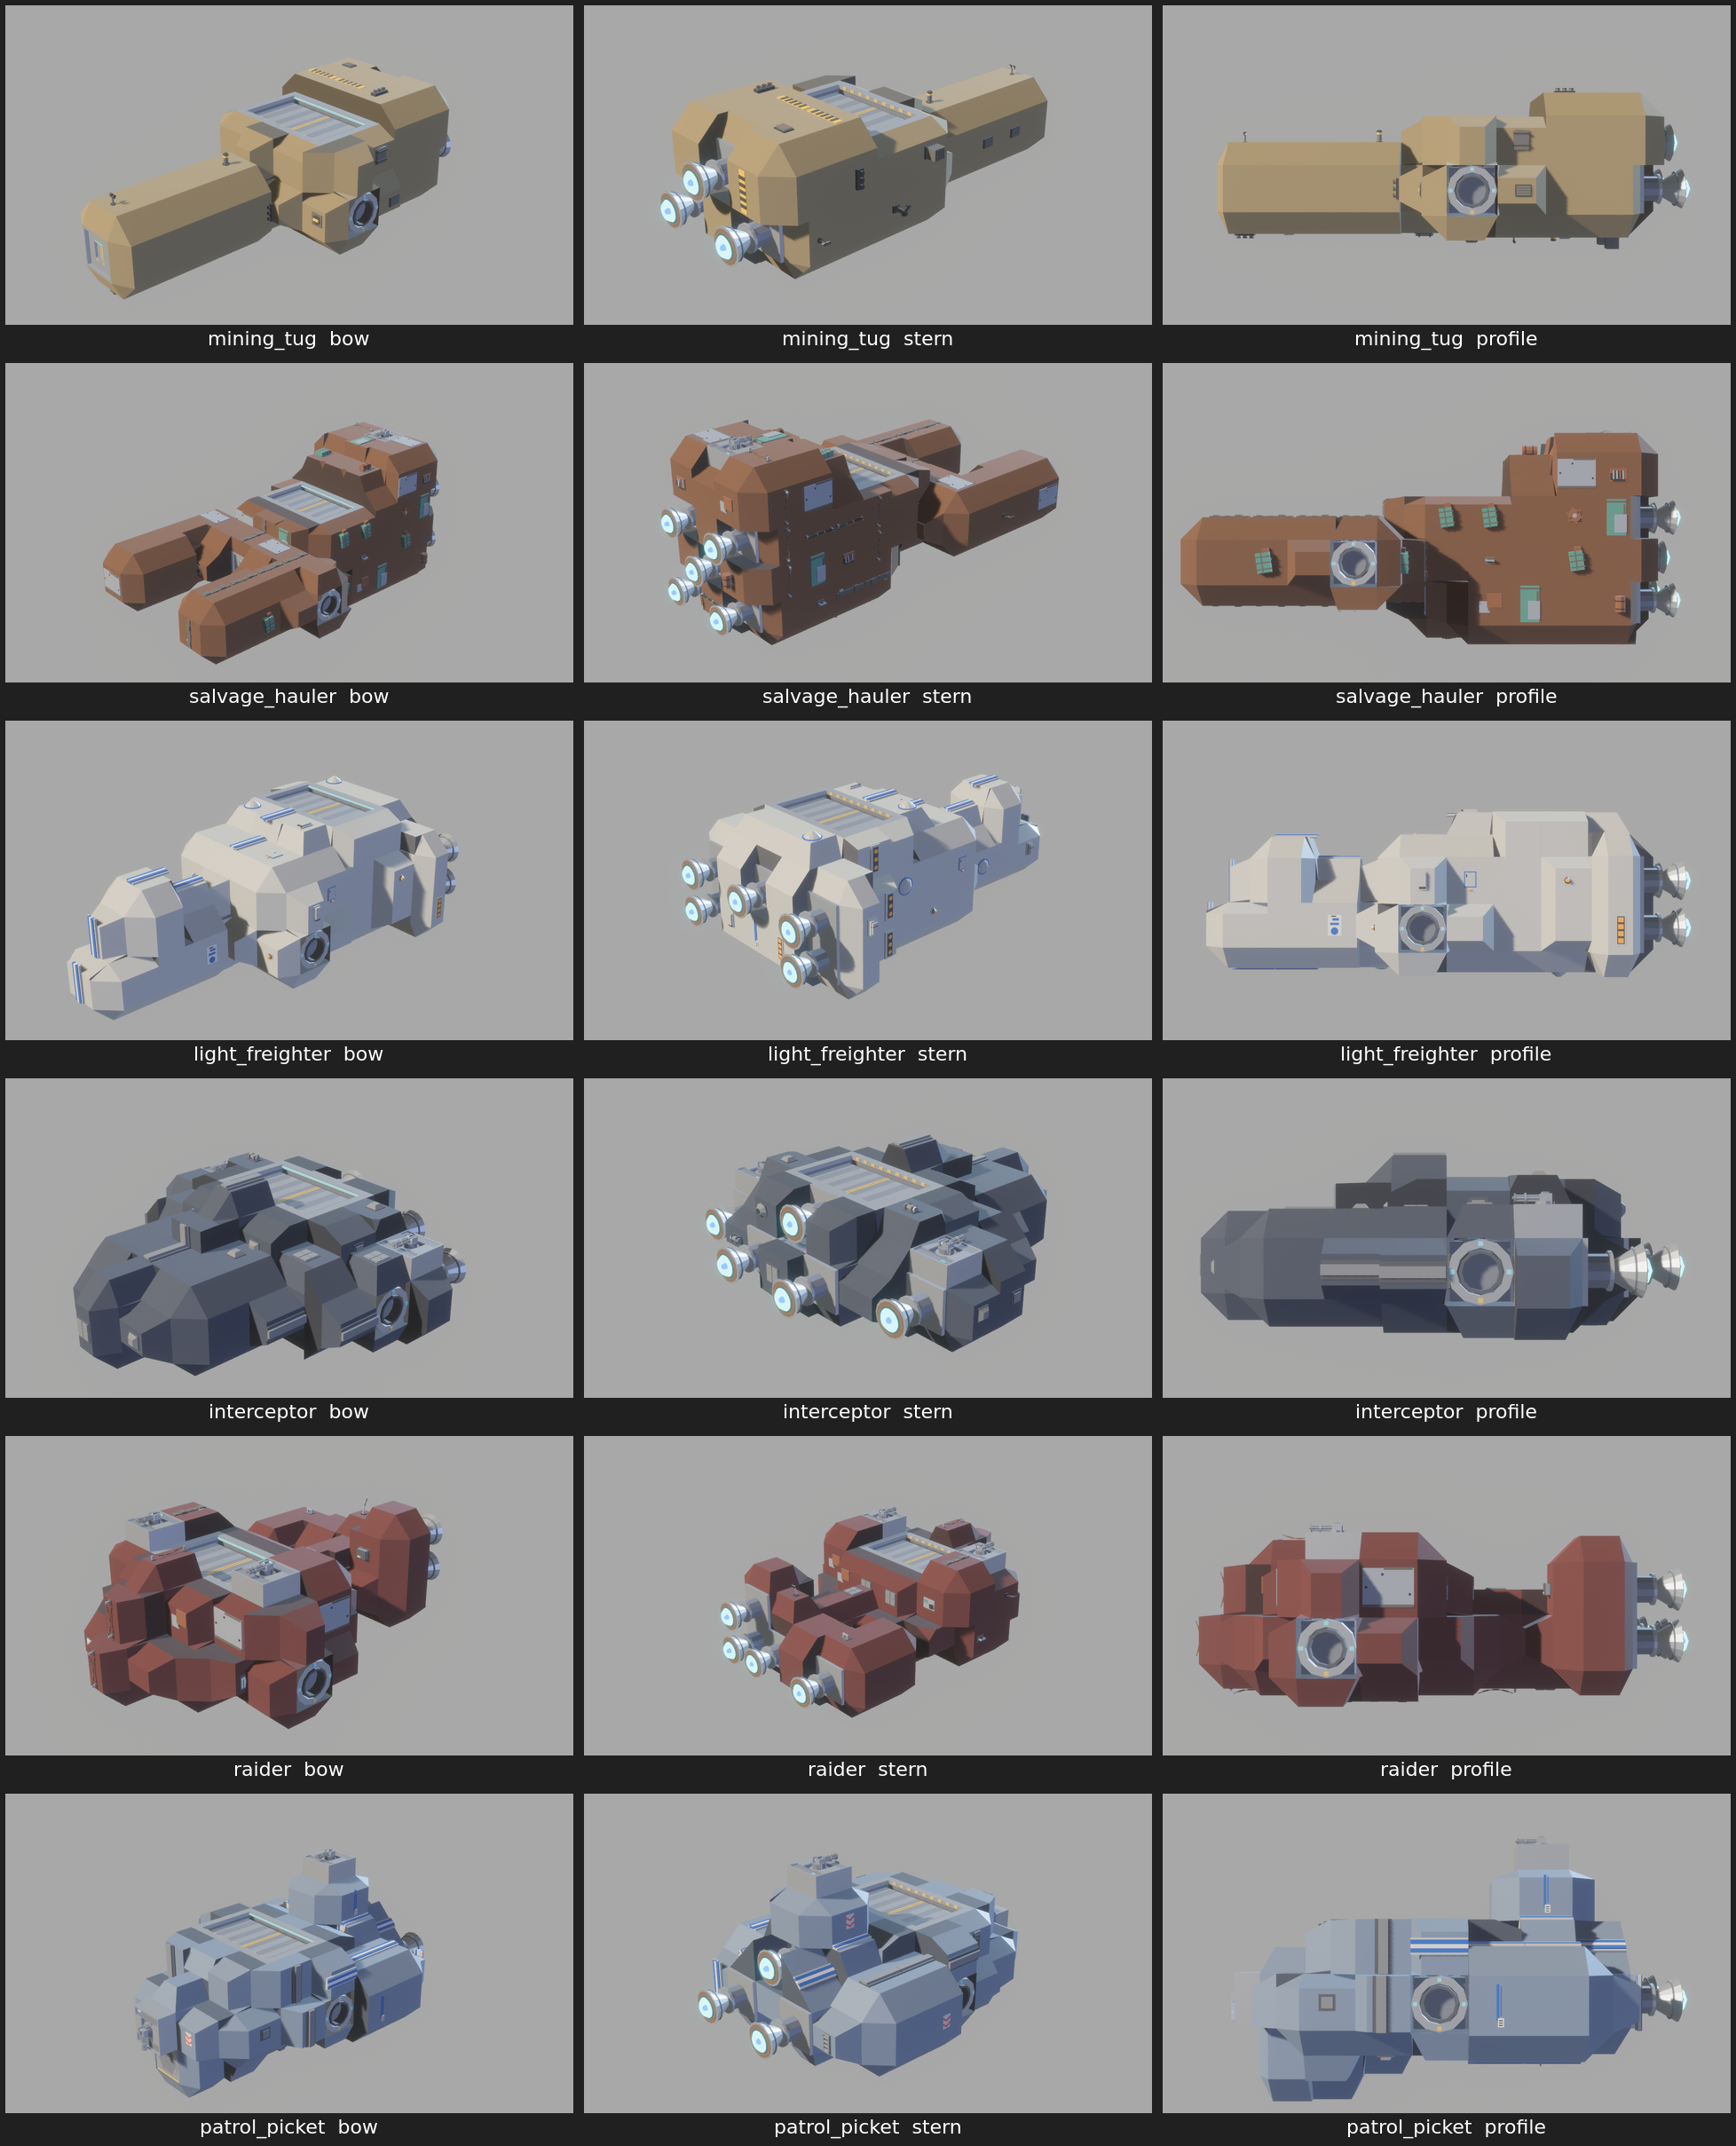 mining_tug bow
mining_tug stern
mining_tug profile
salvage_hauler bow
salvage_hauler stern
salvage_hauler profile
light_freighter bow
light_freighter stern
light_freighter profile
interceptor bow
interceptor stern
interceptor profile
raider bow
raider stern
raider profile
patrol_picket bow
patrol_picket stern
patrol_picket profile